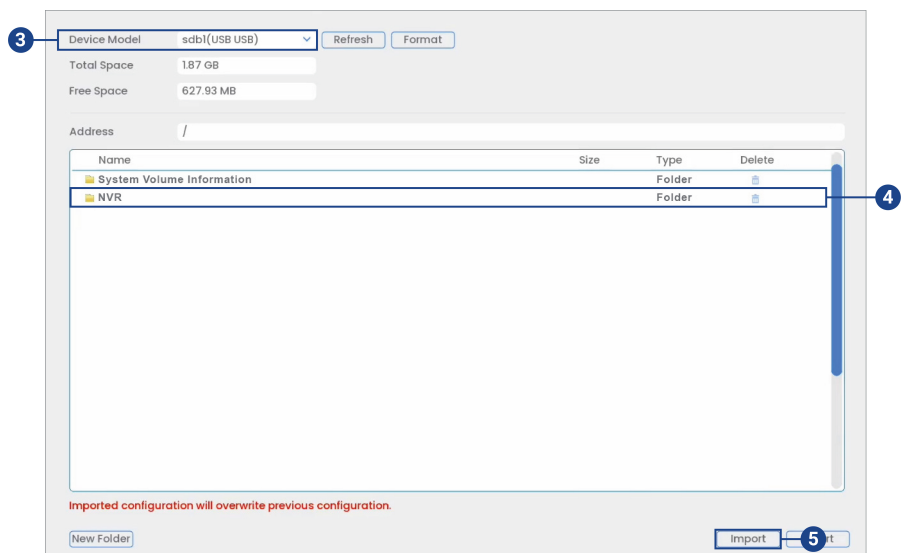 3 Device Model sdb1(USB USB) Refresh Format
Total Space 1.87 GB
Free Space 627.93 MB
Address /
Name Size Type Delete
System Volume Information Folder
NVR Folder 4
Imported configuration will overwrite previous configuration.
New Folder Import 5 rt